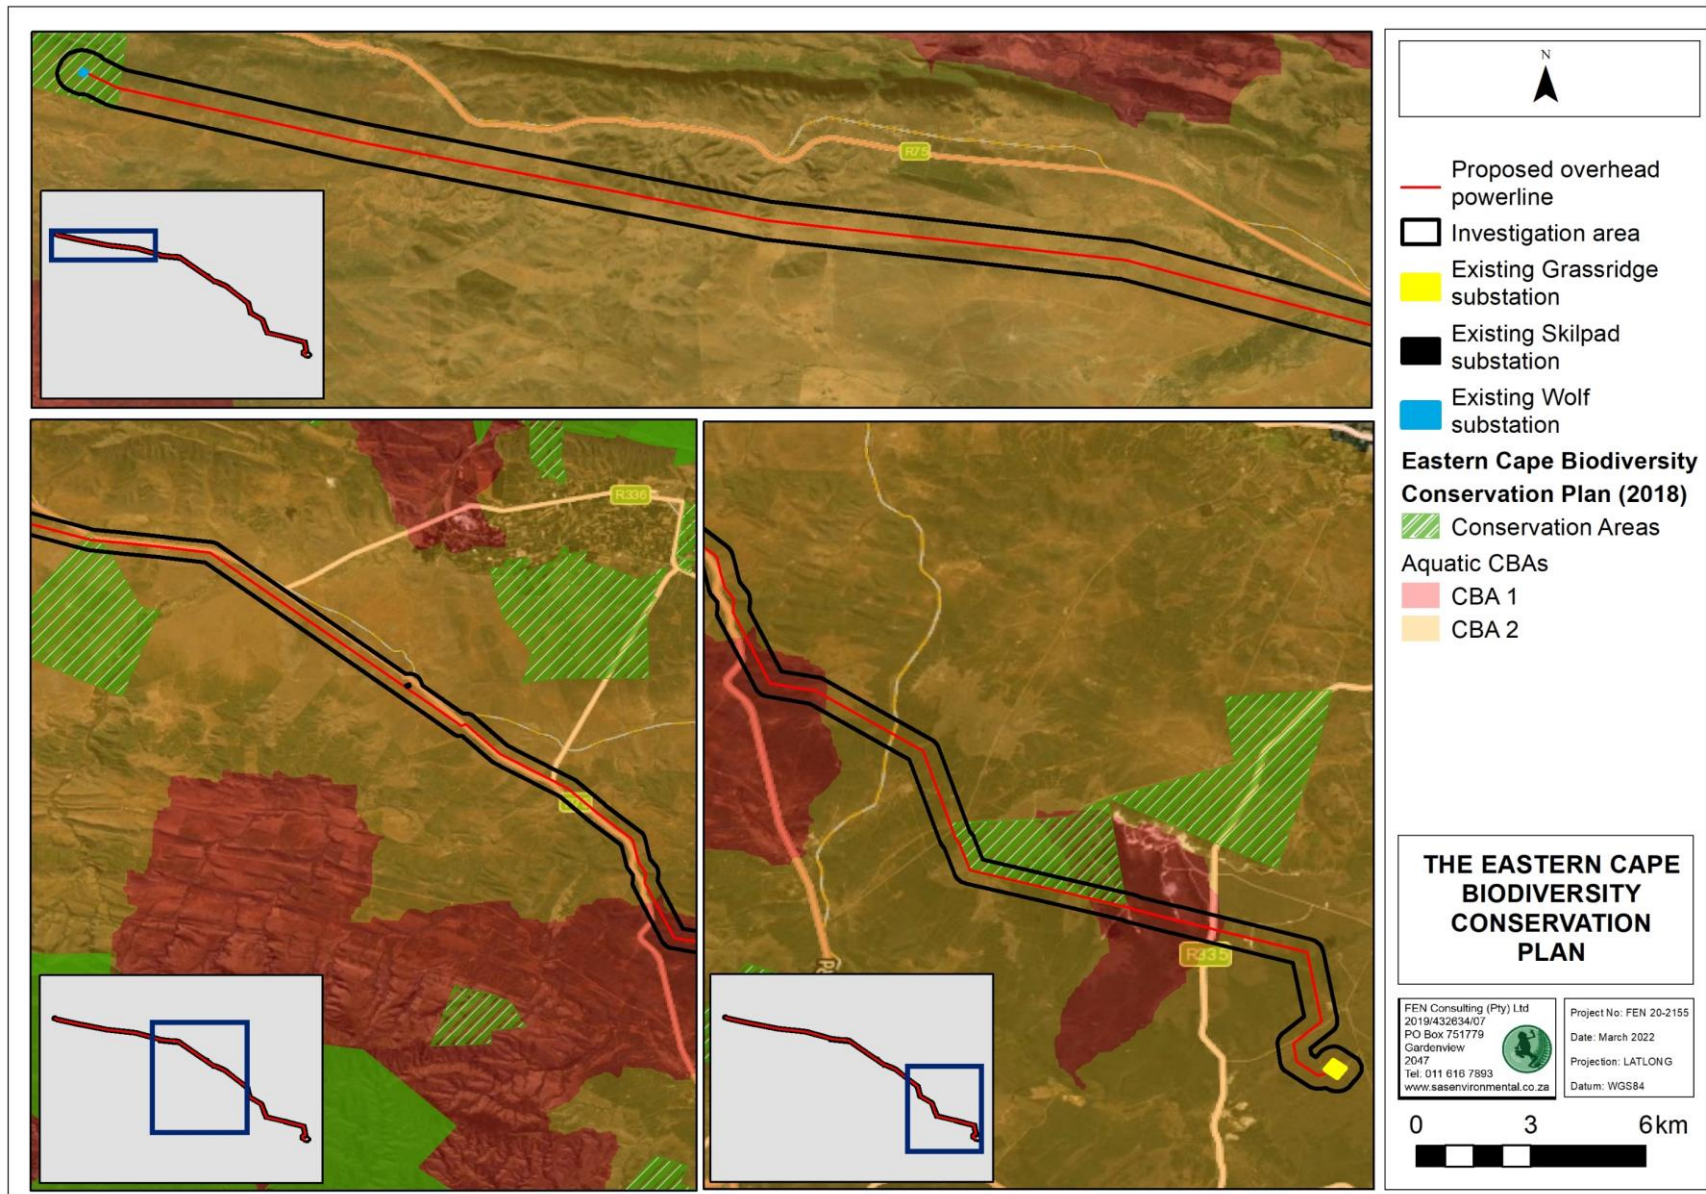 R75
R336
R335
N
Proposed overhead
powerline
Investigation area
Existing Grassridge
substation
Existing Skilpad
substation
Existing Wolf
substation
Eastern Cape Biodiversity
Conservation Plan (2018)
Conservation Areas
Aquatic CBAs
CBA 1
CBA 2
THE EASTERN CAPE
BIODIVERSITY
CONSERVATION
PLAN
FEN Consulting (Pty) Ltd
2019/432634/07
PO Box 751779
Gardenview
2047
Tel: 011 616 7893
www.sasenvironmental.co.za
Project No: FEN 20-2155
Date: March 2022
Projection: LATLONG
Datum: WGS84
0 3 6 km